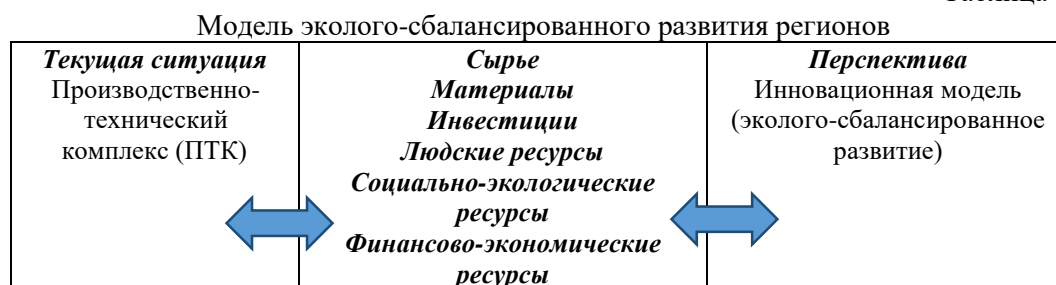 Модель эколого-сбалансированного развития регионов
Текущая ситуация
Производственно-
технический
комплекс (ПТК)
Сырье
Материалы
Инвестиции
Людские ресурсы
Социально-экологические
ресурсы
Финансово-экономические
ресурсы
Перспектива
Инновационная модель
(эколого-сбалансированное
развитие)